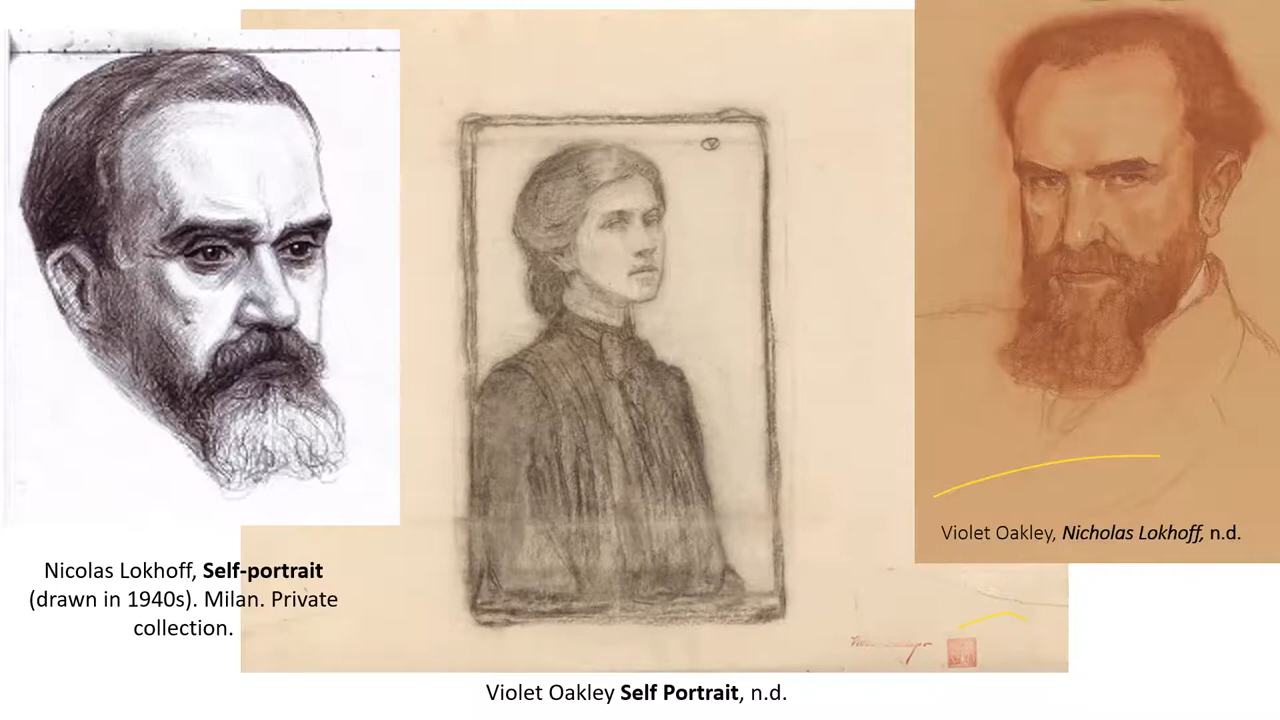 Nicolas Lokhoff, Self-portrait
(drawn in 1940s). Milan. Private
collection.
Violet Oakley, Nicholas Lokhoff, n.d.
Violet Oakley Self Portrait, n.d.